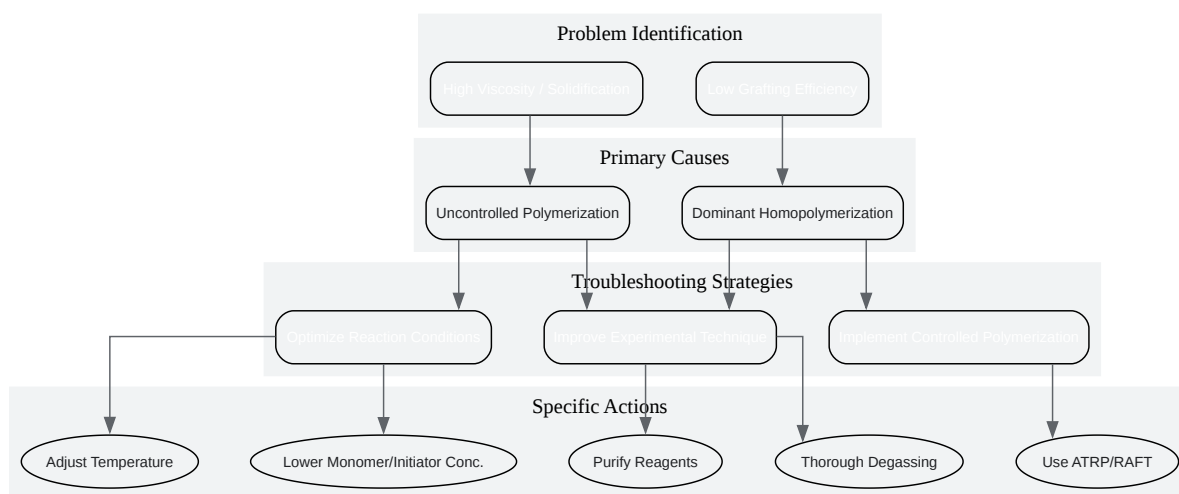 Problem Identification
High Viscosity / Solidification
Low Grafting Efficiency
Primary Causes
Uncontrolled Polymerization
Dominant Homopolymerization
Troubleshooting Strategies
Optimize Reaction Conditions
Improve Experimental Technique
Implement Controlled Polymerization
Specific Actions
Adjust Temperature
Lower Monomer/Initiator Conc.
Purify Reagents
Thorough Degassing
Use ATRP/RAFT